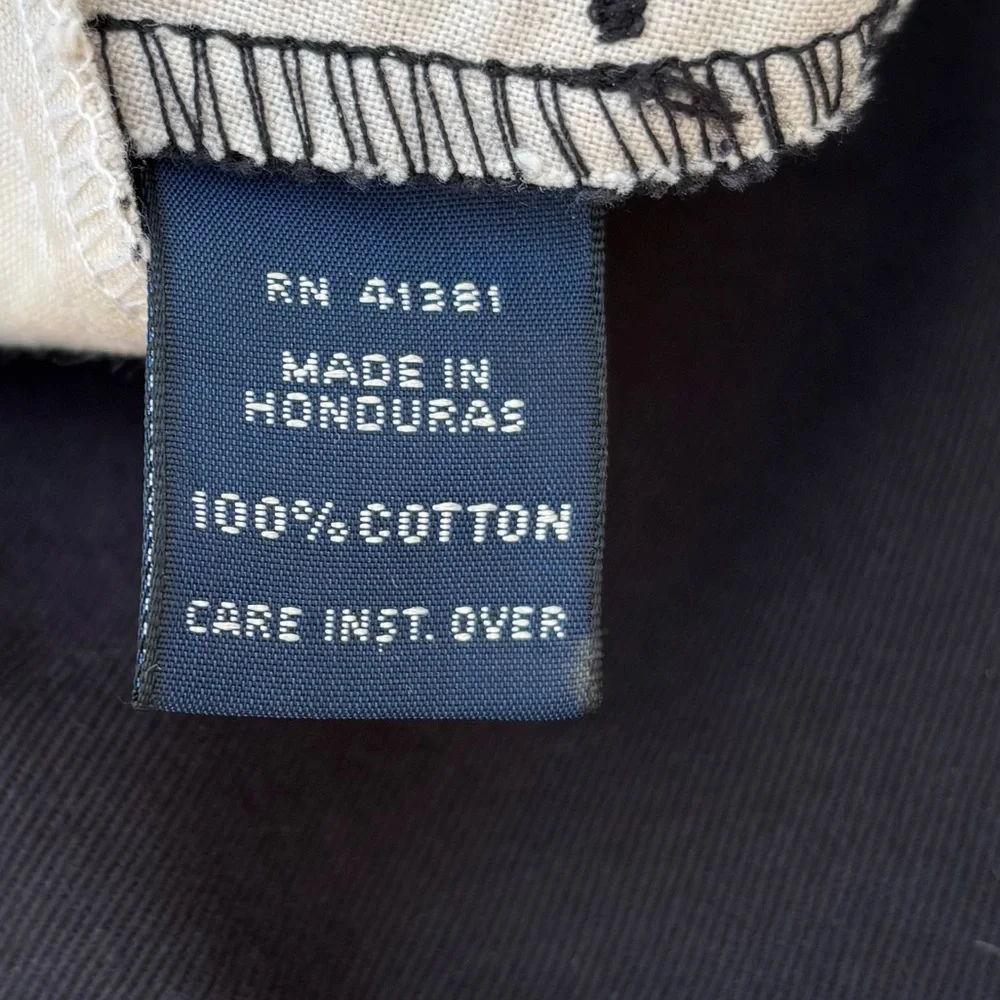 RN 41381
MADE IN
HONDURAS
100% COTTON
CARE INST. OVER